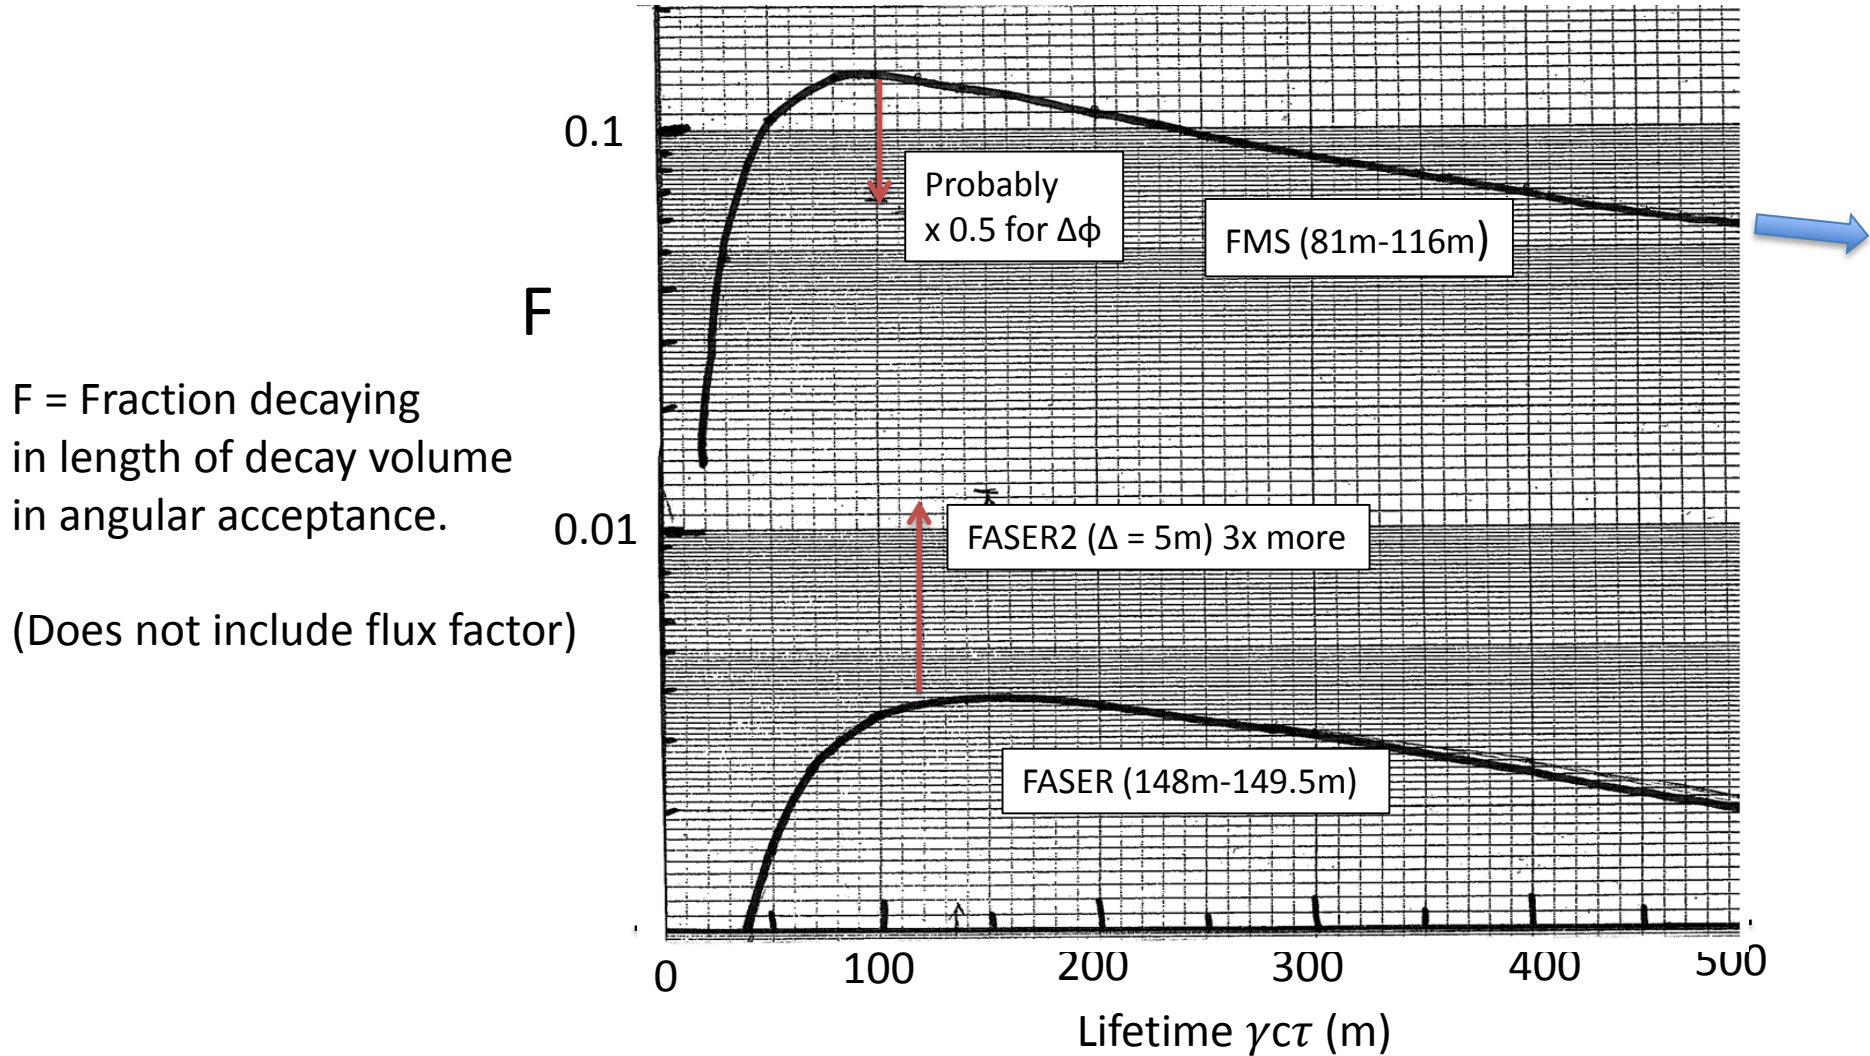 0.1
Probably
x 0.5 for Δϕ
FMS (81m-116m)
F
F = Fraction decaying
in length of decay volume
in angular acceptance.
0.01
FASER2 (Δ = 5m) 3x more
(Does not include flux factor)
FASER (148m-149.5m)
0 100 200 300 400 500
Lifetime γcτ (m)